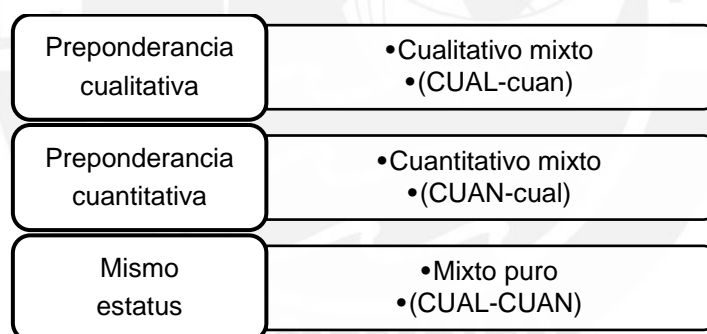 Preponderancia
cualitativa
•Cualitativo mixto
•(CUAL-cuan)
Preponderancia
cuantitativa
•Cuantitativo mixto
•(CUAN-cual)
Mismo
estatus
•Mixto puro
•(CUAL-CUAN)